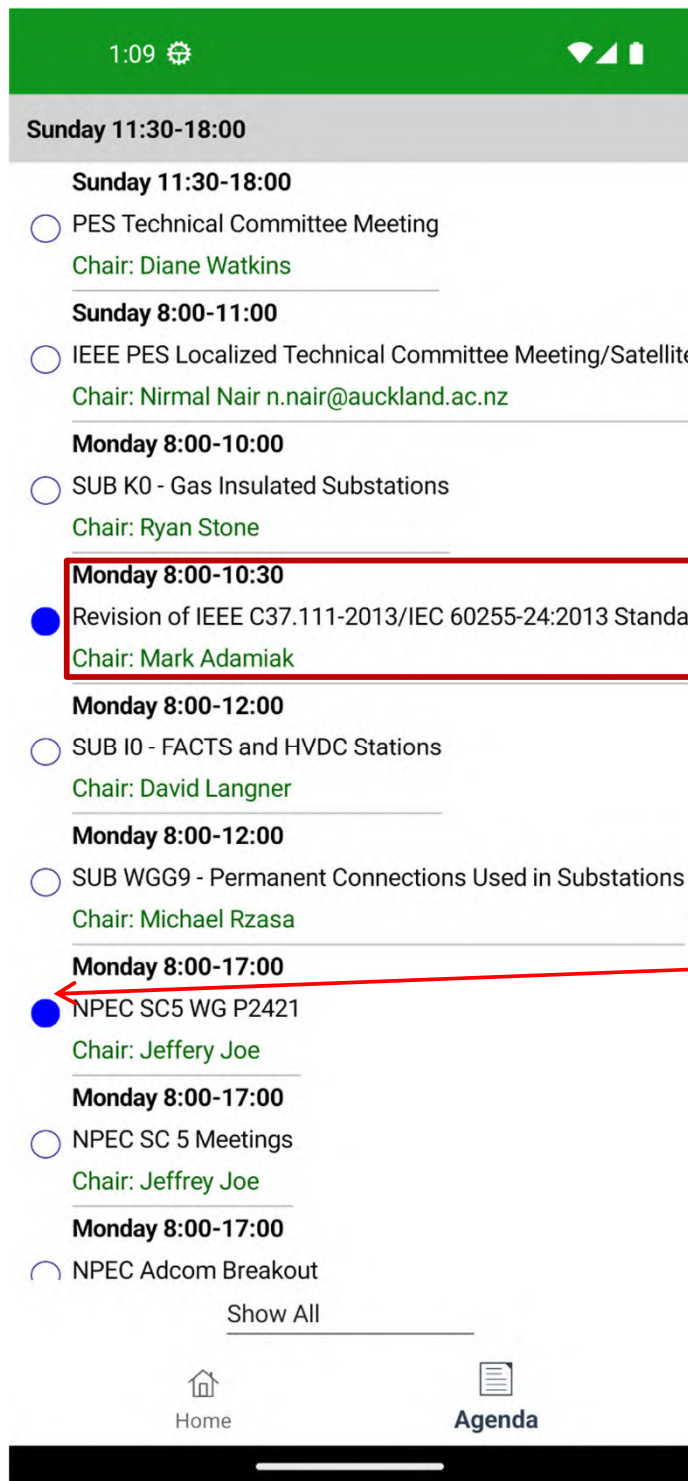 1:09
Sunday 11:30-18:00
Sunday 11:30-18:00
PES Technical Committee Meeting
Chair: Diane Watkins
Sunday 8:00-11:00
IEEE PES Localized Technical Committee Meeting/Satellite
Chair: Nirmal Nair n.nair@auckland.ac.nz
Monday 8:00-10:00
SUB K0 - Gas Insulated Substations
Chair: Ryan Stone
Monday 8:00-10:30
Revision of IEEE C37.111-2013/IEC 60255-24:2013 Standa
Chair: Mark Adamiak
Monday 8:00-12:00
SUB I0 - FACTS and HVDC Stations
Chair: David Langner
Monday 8:00-12:00
SUB WGG9 - Permanent Connections Used in Substations
Chair: Michael Rzasa
Monday 8:00-17:00
NPEC SC5 WG P2421
Chair: Jeffery Joe
Monday 8:00-17:00
NPEC SC 5 Meetings
Chair: Jeffrey Joe
Monday 8:00-17:00
NPEC Adcom Breakout
Show All
Home
Agenda